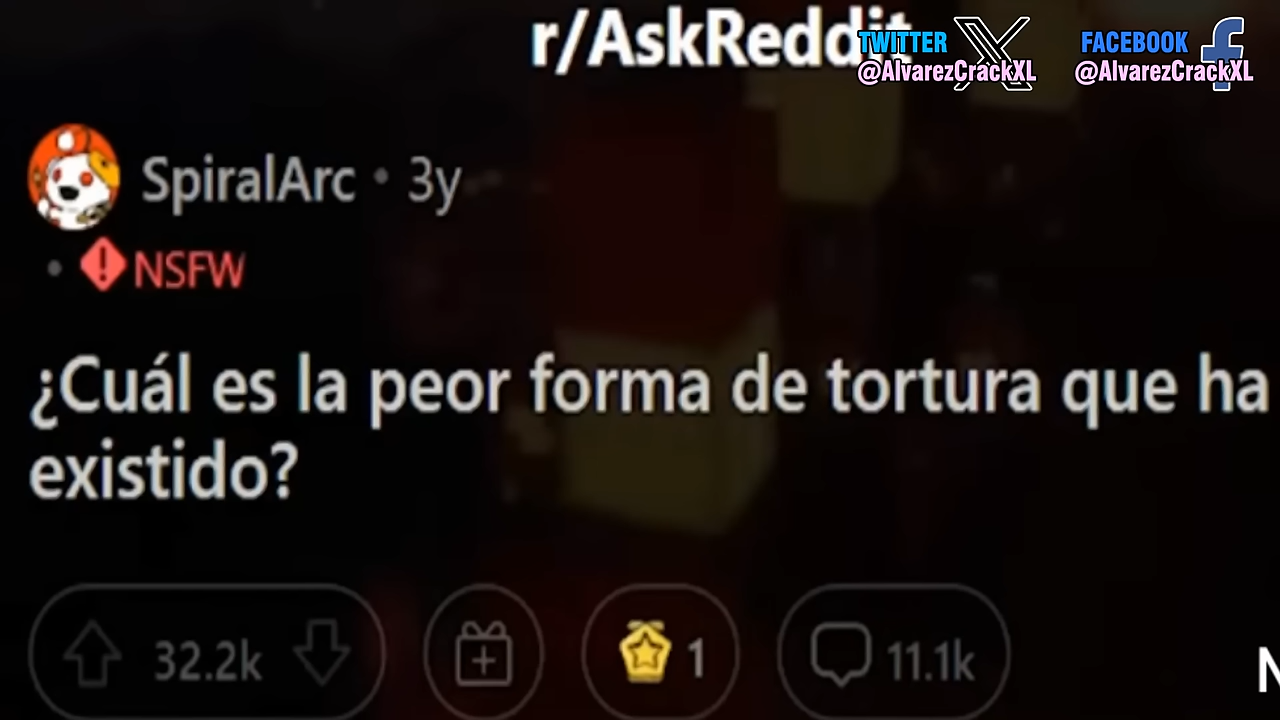 r/AskReddit
TWITTER
@AlvarezCrackXL
FACEBOOK
@AlvarezCrackXL
SpiralArc • 3y
• NSFW
¿Cuál es la peor forma de tortura que ha
existido?
32.2k
1
11.1k
N